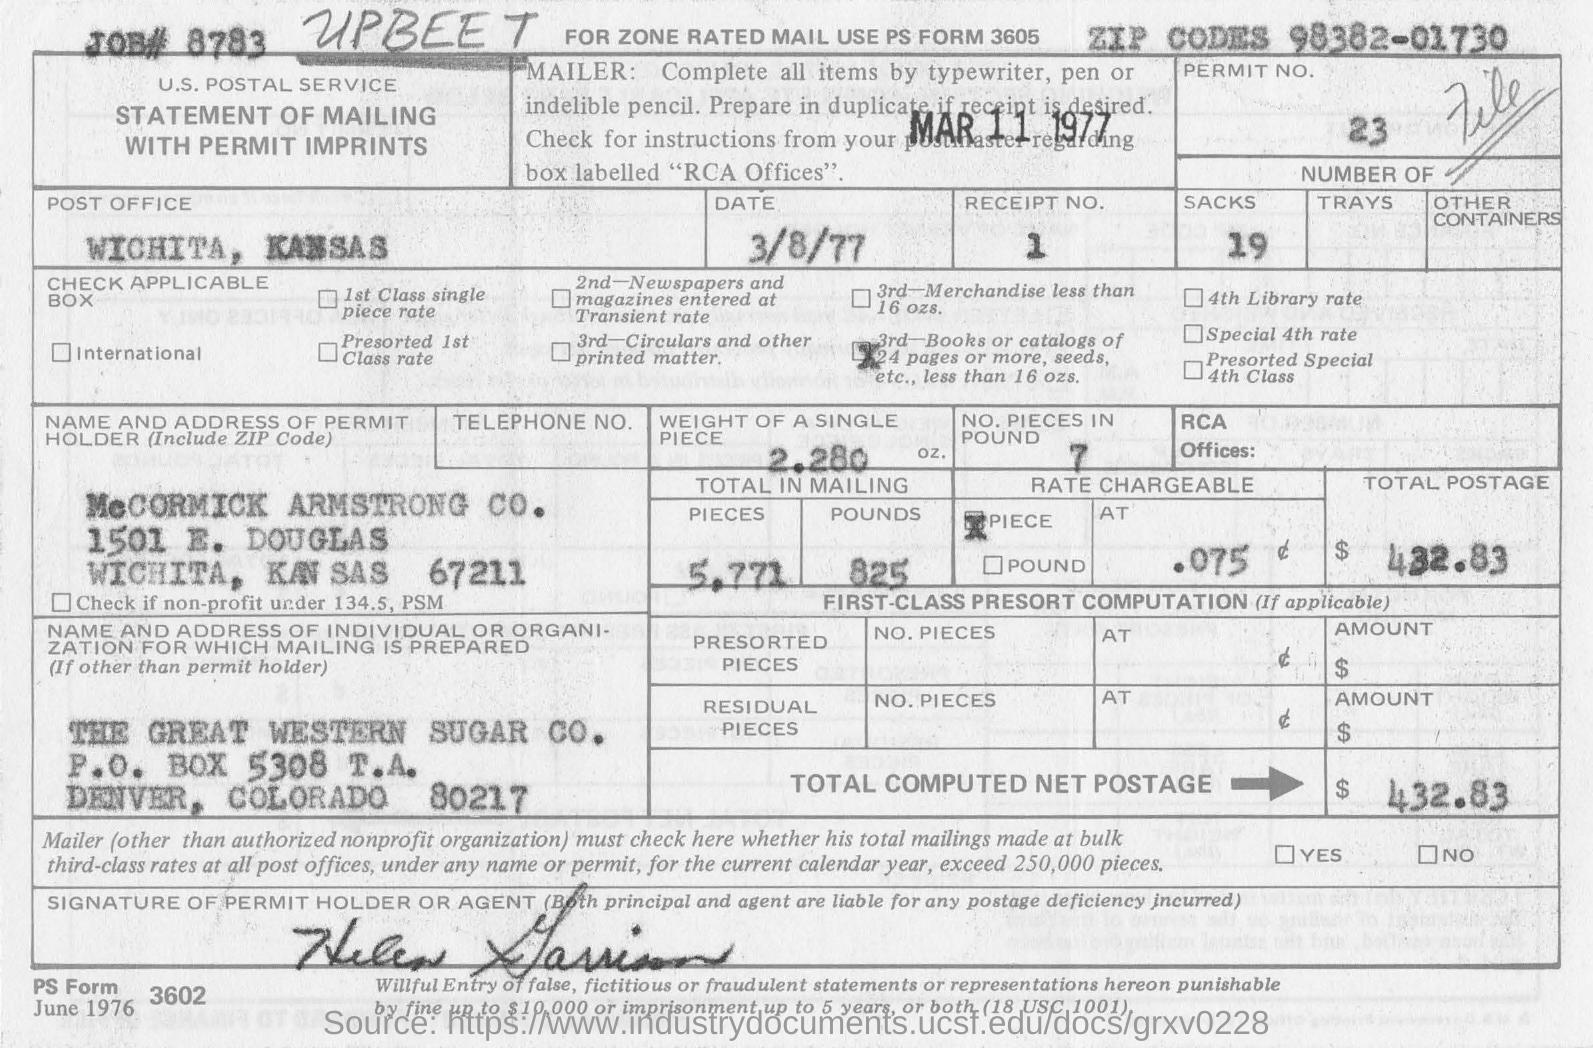 JOB# 8783 UPBEET FOR ZONE RATED MAIL USE PS FORM 3605 ZIP CODES 98382-01730
U.S. POSTAL SERVICE
STATEMENT OF MAILING
WITH PERMIT IMPRINTS
MAILER: Complete all items by typewriter, pen or
indelible pencil. Prepare in duplicate if receipt is desired.
Check for instructions from your postmaster regarding
box labelled "RCA Offices".
MAR 11 1977
PERMIT NO.
23
File
NUMBER OF
POST OFFICE
WICHITA, KANSAS
DATE
3/8/77
RECEIPT NO.
1
SACKS
19
TRAYS
OTHER
CONTAINERS
CHECK APPLICABLE
BOX
☐ International
☐ 1st Class single
piece rate
☐ Presorted 1st
Class rate
☐ 2nd—Newspapers and
magazines entered at
Transient rate
☐ 3rd—Circulars and other
printed matter.
☐ 3rd—Merchandise less than
16 ozs.
X 3rd—Books or catalogs of
24 pages or more, seeds,
etc., less than 16 ozs.
☐ 4th Library rate
☐ Special 4th rate
☐ Presorted Special
4th Class
NAME AND ADDRESS OF PERMIT
HOLDER (Include ZIP Code)
TELEPHONE NO.
McCORMICK ARMSTRONG CO.
1501 E. DOUGLAS
WICHITA, KANSAS 67211
☐ Check if non-profit under 134.5, PSM
WEIGHT OF A SINGLE
PIECE
2.280 oz.
NO. PIECES IN
POUND
7
RCA
Offices:
TOTAL IN MAILING
PIECES
5,771
POUNDS
825
RATE CHARGEABLE
X PIECE
☐ POUND
AT
.075 ¢
TOTAL POSTAGE
$ 432.83
FIRST-CLASS PRESORT COMPUTATION (If applicable)
PRESORTED
PIECES
NO. PIECES
AT
¢
AMOUNT
$
RESIDUAL
PIECES
NO. PIECES
AT
¢
AMOUNT
$
NAME AND ADDRESS OF INDIVIDUAL OR ORGANI-
ZATION FOR WHICH MAILING IS PREPARED
(If other than permit holder)
THE GREAT WESTERN SUGAR CO.
P.O. BOX 5308 T.A.
DENVER, COLORADO 80217
TOTAL COMPUTED NET POSTAGE
$ 432.83
Mailer (other than authorized nonprofit organization) must check here whether his total mailings made at bulk
third-class rates at all post offices, under any name or permit, for the current calendar year, exceed 250,000 pieces.
☐ YES ☐ NO
SIGNATURE OF PERMIT HOLDER OR AGENT (Both principal and agent are liable for any postage deficiency incurred)
Helen Garrison
PS Form
June 1976 3602
Willful Entry of false, fictitious or fraudulent statements or representations hereon punishable
by fine up to $10,000 or imprisonment up to 5 years, or both (18 USC 1001).
Source: https://www.industrydocuments.ucsf.edu/docs/grxv0228